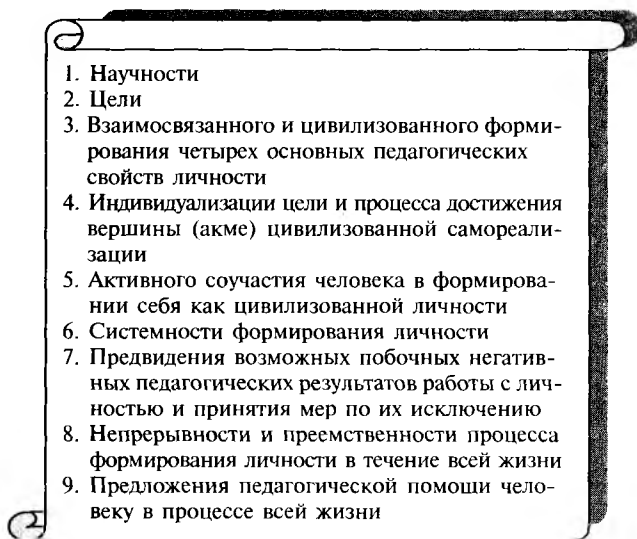 1. Научности
2. Цели
3. Взаимосвязанного и цивилизованного форми-
рования четырех основных педагогических
свойств личности
4. Индивидуализации цели и процесса достижения
вершины (акме) цивилизованной самореали-
зации
5. Активного соучастия человека в формирова-
нии себя как цивилизованной личности
6. Системности формирования личности
7. Предвидения возможных побочных негатив-
ных педагогических результатов работы с лич-
ностью и принятия мер по их исключению
8. Непрерывности и преемственности процесса
формирования личности в течение всей жизни
9. Предложения педагогической помощи чело-
веку в процессе всей жизни